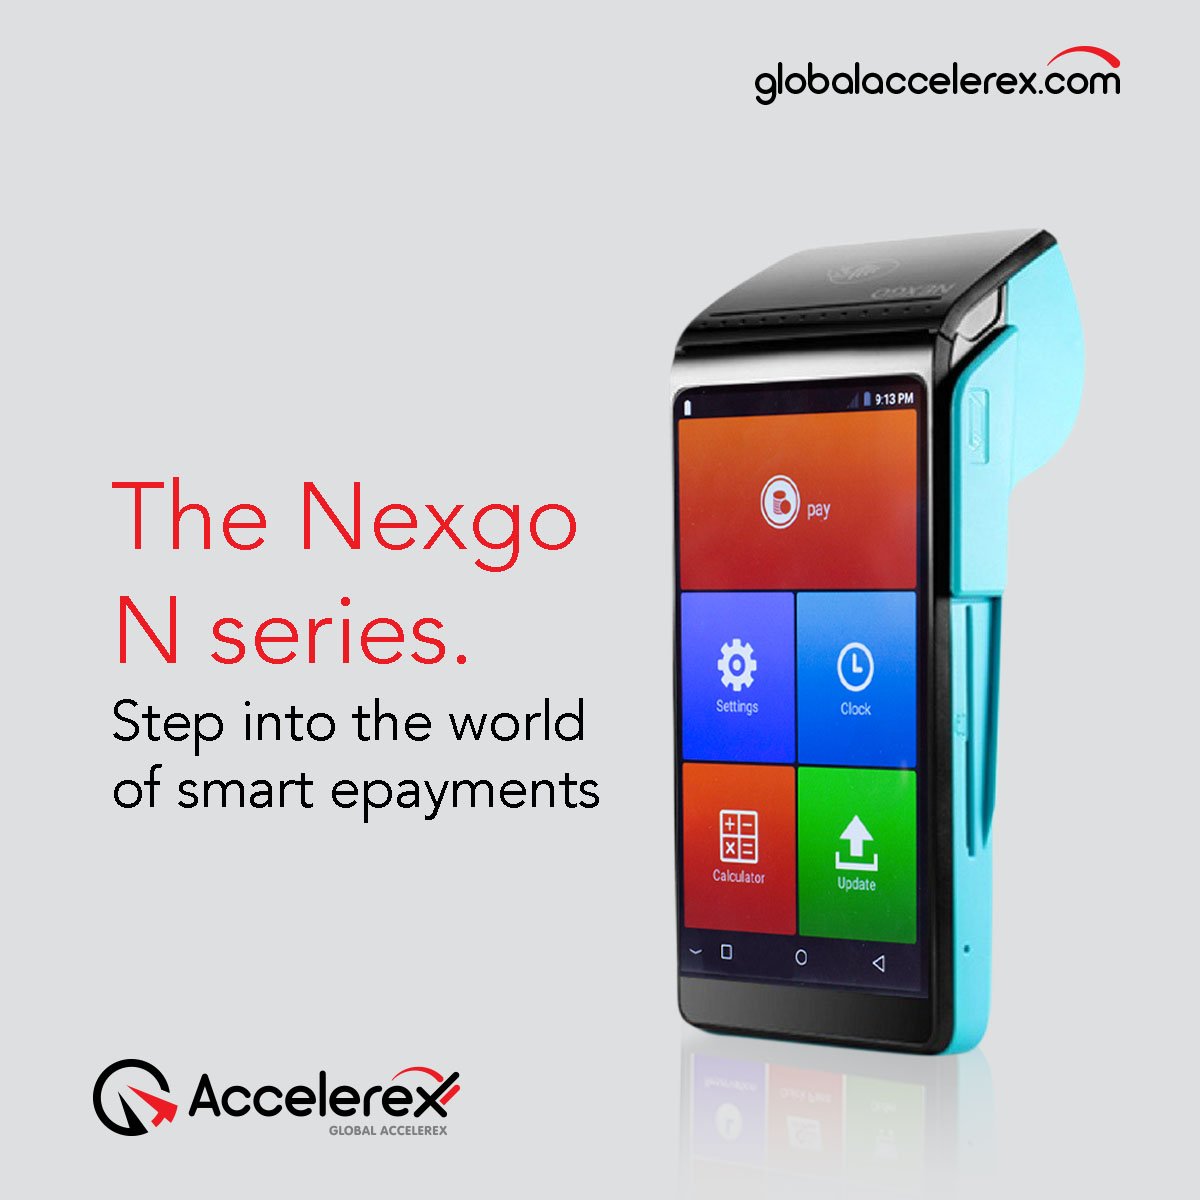 globalaccelerex.com
NEXGO
9:13 PM
pay
Settings
Clock
Calculator
Update
The Nexgo
N series.
Step into the world
of smart epayments
Accelerex
GLOBAL ACCELEREX